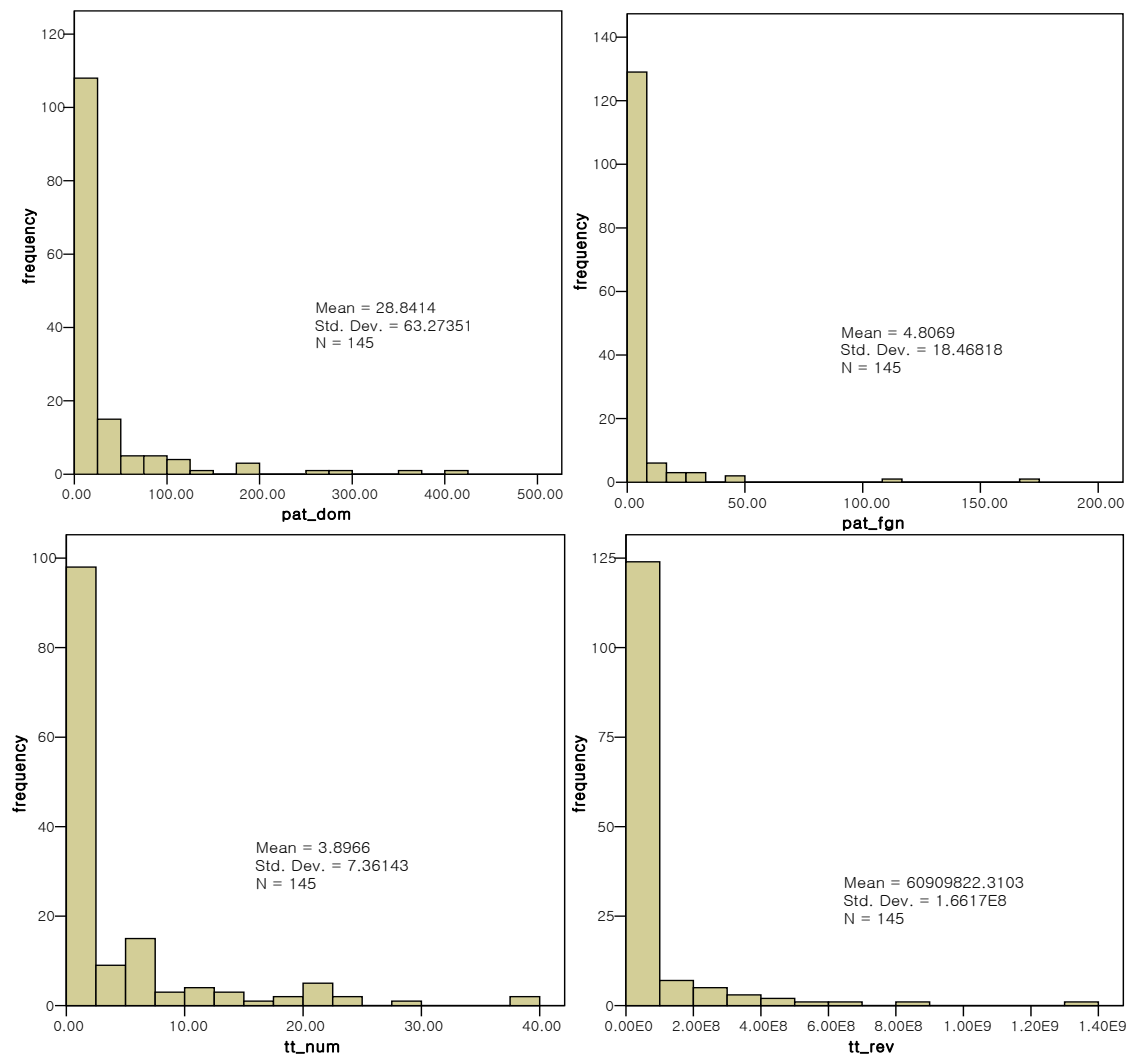 120
100
80
60
40
20
0
frequency
Mean = 28.8414
Std. Dev. = 63.27351
N = 145
0.00 100.00 200.00 300.00 400.00 500.00
pat_dom
140
120
100
80
60
40
20
0
frequency
Mean = 4.8069
Std. Dev. = 18.46818
N = 145
0.00 50.00 100.00 150.00 200.00
pat_fgn
100
80
60
40
20
0
frequency
Mean = 3.8966
Std. Dev. = 7.36143
N = 145
0.00 10.00 20.00 30.00 40.00
tt_num
125
100
75
50
25
0
frequency
Mean = 60909822.3103
Std. Dev. = 1.6617E8
N = 145
0.00E0 2.00E8 4.00E8 6.00E8 8.00E8 1.00E9 1.20E9 1.40E9
tt_rev